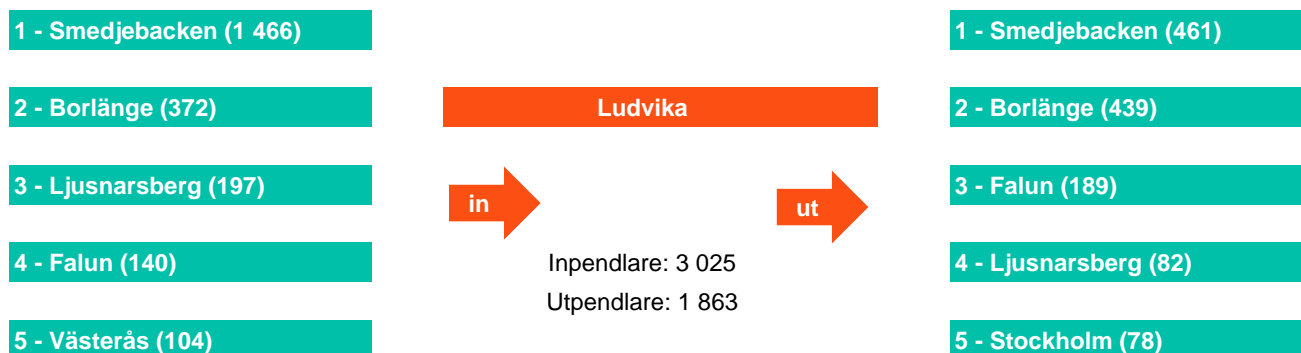 1 - Smedjebacken (1 466)
2 - Borlänge (372)
3 - Ljusnarsberg (197)
4 - Falun (140)
5 - Västerås (104)
Ludvika
in
ut
Inpendlare: 3 025
Utpendlare: 1 863
1 - Smedjebacken (461)
2 - Borlänge (439)
3 - Falun (189)
4 - Ljusnarsberg (82)
5 - Stockholm (78)